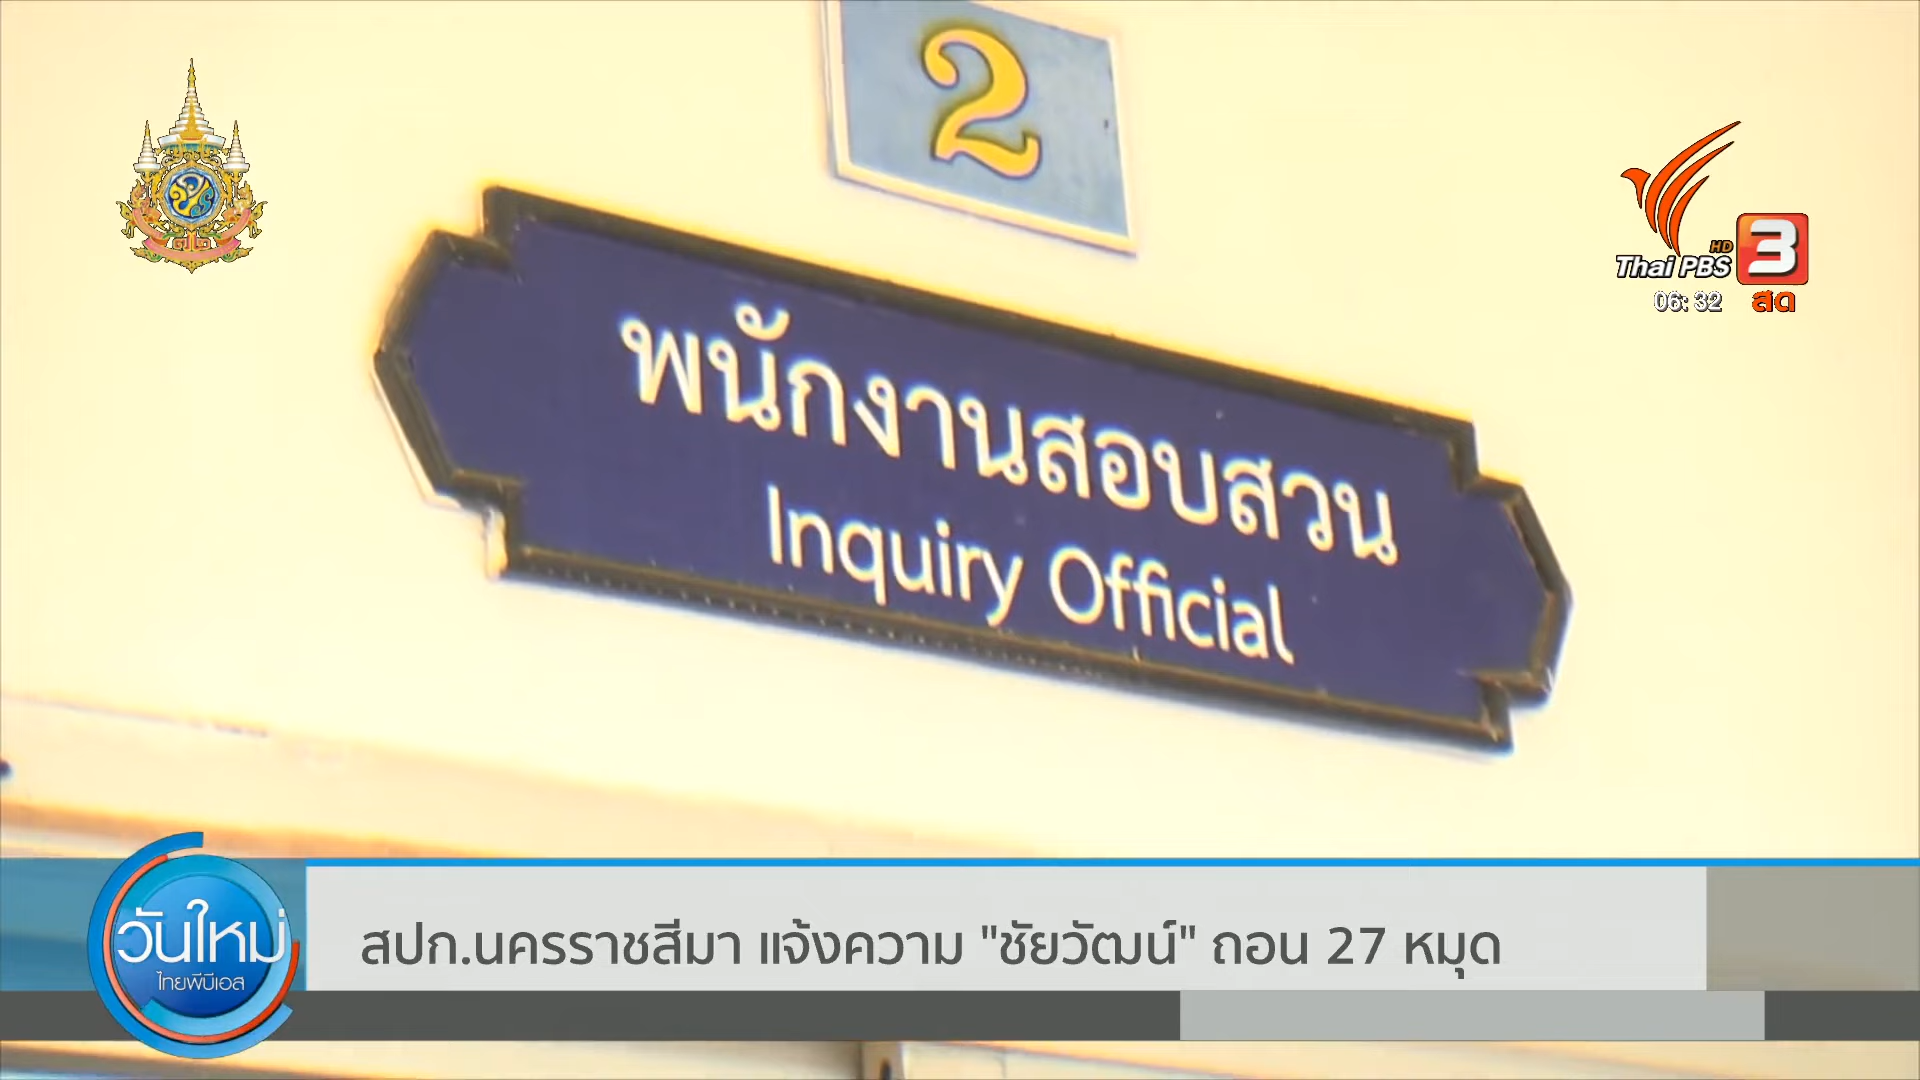 2
๗๒
Thai PBS HD 3
06:32 สด
พนักงานสอบสวน
Inquiry Official
วันใหม่
ไทยพีบีเอส
สปก.นครราชสีมา แจ้งความ "ชัยวัฒน์" ถอน 27 หมุด